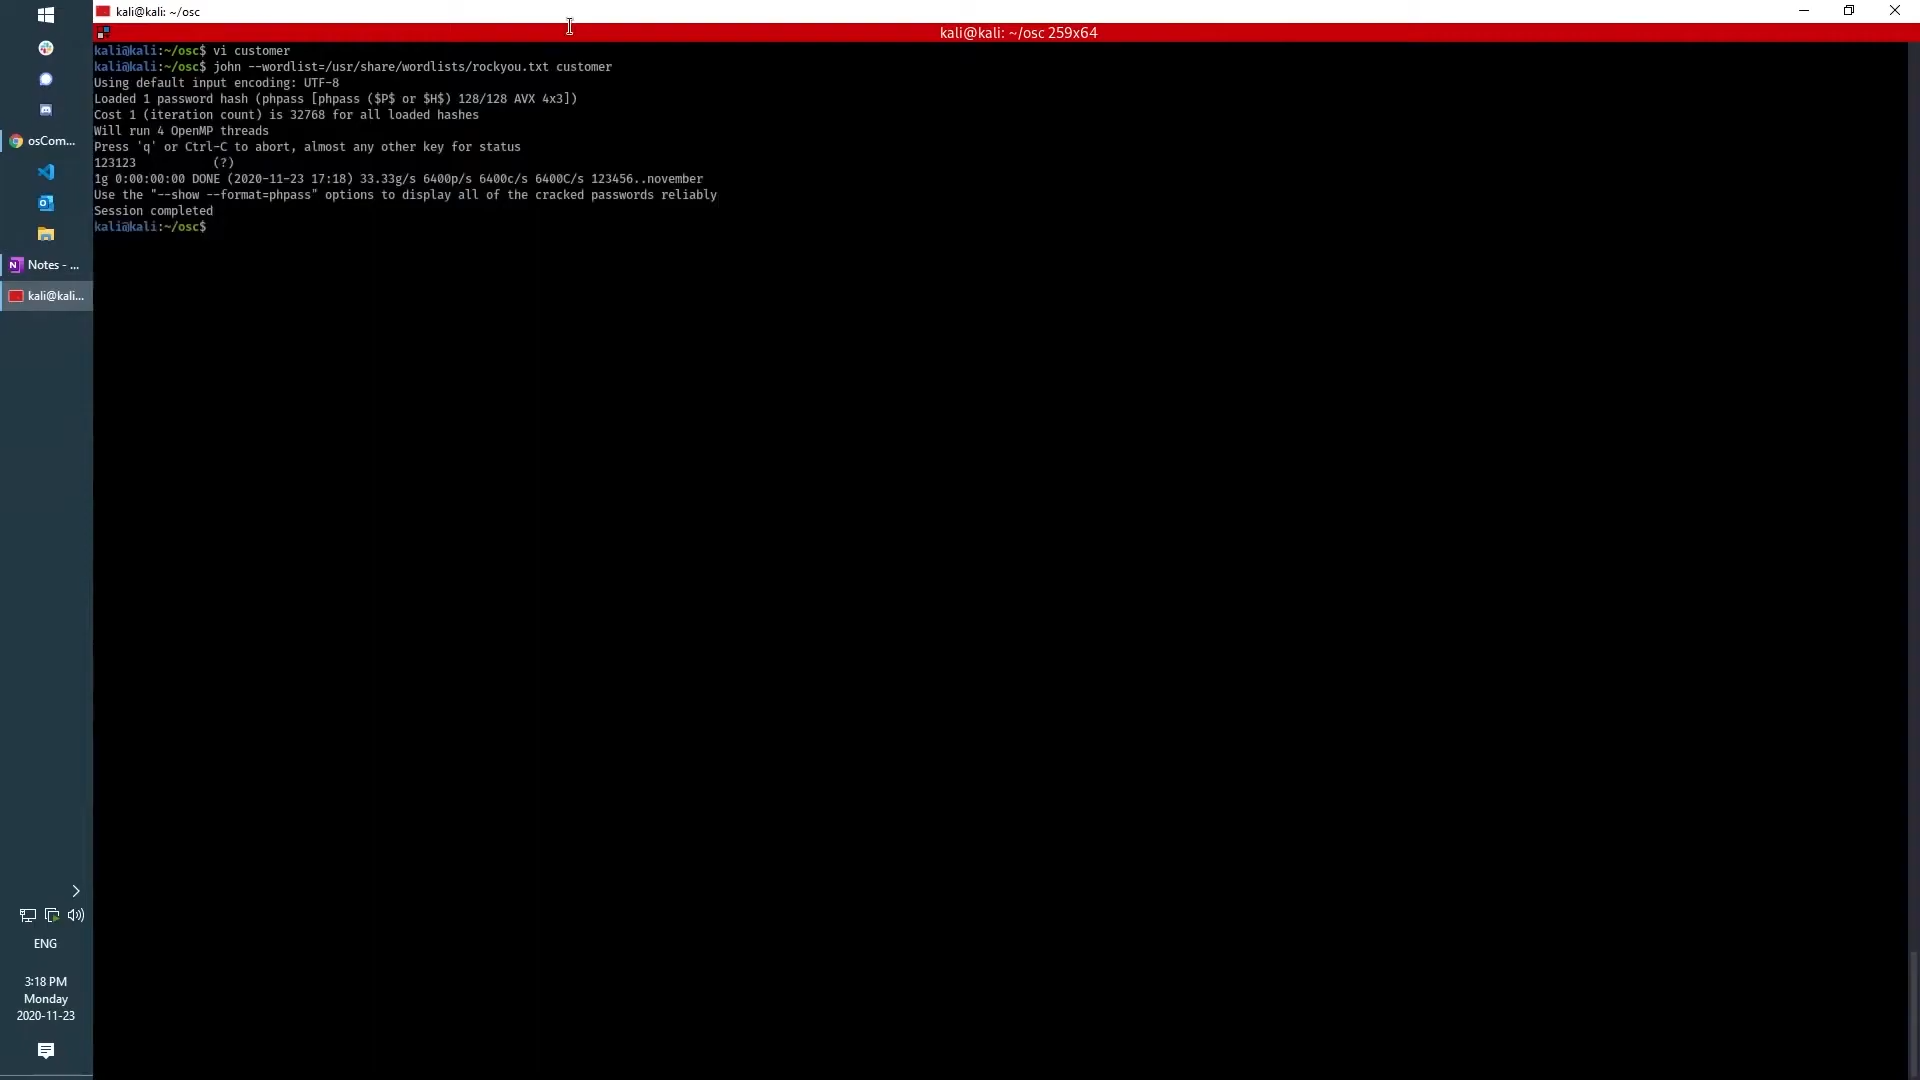 kali@kali: ~/osc
kali@kali: ~/osc 259x64
kali@kali:~/osc$ vi customer
kali@kali:~/osc$ john --wordlist=/usr/share/wordlists/rockyou.txt customer
Using default input encoding: UTF-8
Loaded 1 password hash (phpass [phpass ($P$ or $H$) 128/128 AVX 4x3])
Cost 1 (iteration count) is 32768 for all loaded hashes
Will run 4 OpenMP threads
Press 'q' or Ctrl-C to abort, almost any other key for status
123123           (?)
1g 0:00:00:00 DONE (2020-11-23 17:18) 33.33g/s 6400p/s 6400c/s 6400C/s 123456..november
Use the "--show --format=phpass" options to display all of the cracked passwords reliably
Session completed
kali@kali:~/osc$
osCom...
Notes - ...
kali@kali...
ENG
3:18 PM
Monday
2020-11-23